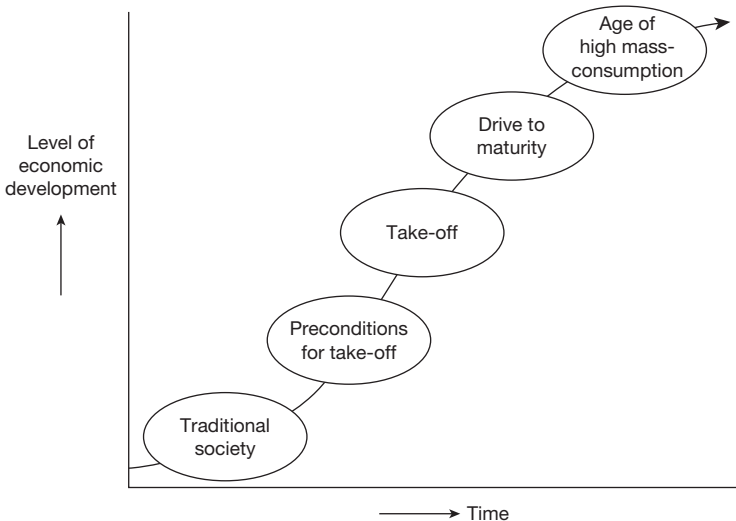 Age of
high mass-
consumption
Drive to
maturity
Level of
economic
development
Take-off
Preconditions
for take-off
Traditional
society
Time